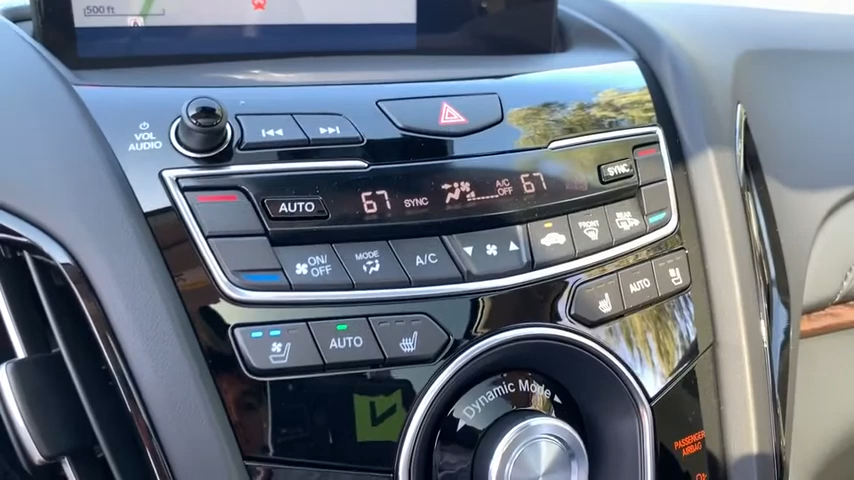 500 ft
A
VOL
AUDIO
AUTO
67 SYNC
A/C
OFF 67
SYNC
ON/
OFF
MODE
A/C
FRONT
REAR
AUTO
AUTO
Dynamic Mode
PASSENGER
AIRBAG